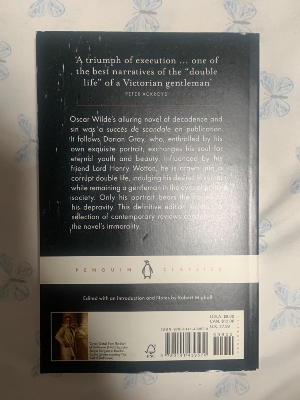 'A triumph of execution ... one of
the best narratives of the "double
life" of a Victorian gentleman'
PETER ACKROYD
Oscar Wilde's alluring novel of decadence and
sin was a succès de scandale on publication.
It follows Dorian Gray, who, enthralled by his
own exquisite portrait, exchanges his soul for
eternal youth and beauty. Influenced by his
friend Lord Henry Wotton, he is drawn into a
corrupt double life, indulging his desires in
while remaining a gentleman in the eyes of polite
society. Only his portrait bears the
his depravity. This definitive edition
selection of contemporary reviews condemning
the novel's immorality.
PENGUIN CLASSICS
Edited with an Introduction and Notes by Robert Mighall
U.S.A.
CAN.
U.K.
FSC
ISBN